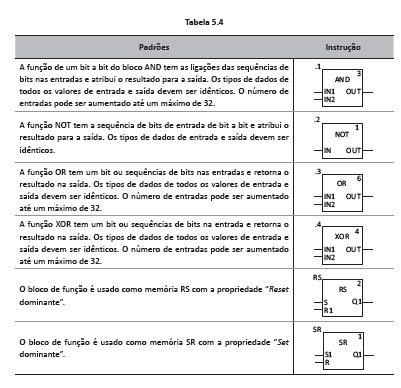 Tabela 5.4
Padrões
Instrução
A função de um bit a bit do bloco AND tem as ligações das sequências de
bits nas entradas e atribui o resultado para a saída. Os tipos de dados de
todos os valores de entrada e saída devem ser idênticos. O número de
entradas pode ser aumentado até um máximo de 32.
.1
3
AND
IN1 OUT
IN2
A função NOT tem a sequência de bits de entrada de bit a bit e atribui o
resultado para a saída. Os tipos de dados de entrada e saída devem ser
idênticos.
.2
1
NOT
IN OUT
A função OR tem um bit ou sequências de bits nas entradas e retorna o
resultado na saída. Os tipos de dados de todos os valores de entrada e
saída devem ser idênticos. O número de entradas pode ser aumentado
até um máximo de 32.
.3
6
OR
IN1 OUT
IN2
A função XOR tem um bit ou sequências de bits na entrada e retorna o
resultado na saída. Os tipos de dados de todos os valores de entrada e
saída devem ser idênticos. O número de entradas pode ser aumentado
até um máximo de 32.
.4
XOR 4
IN1 OUT
IN2
O bloco de função é usado como memória RS com a propriedade “Reset
dominante”.
RS
2
RS
S Q1
R1
O bloco de função é usado como memória SR com a propriedade “Set
dominante”.
SR
1
SR
S1 Q1
R